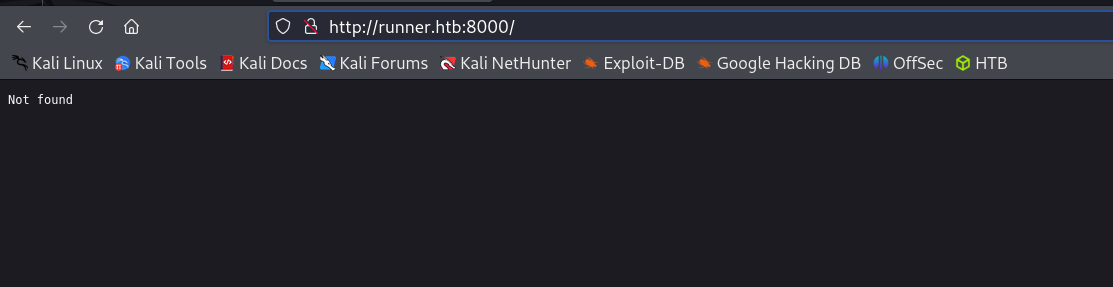 http://runner.htb:8000/
Kali Linux Kali Tools Kali Docs Kali Forums Kali NetHunter Exploit-DB Google Hacking DB OffSec HTB
Not found